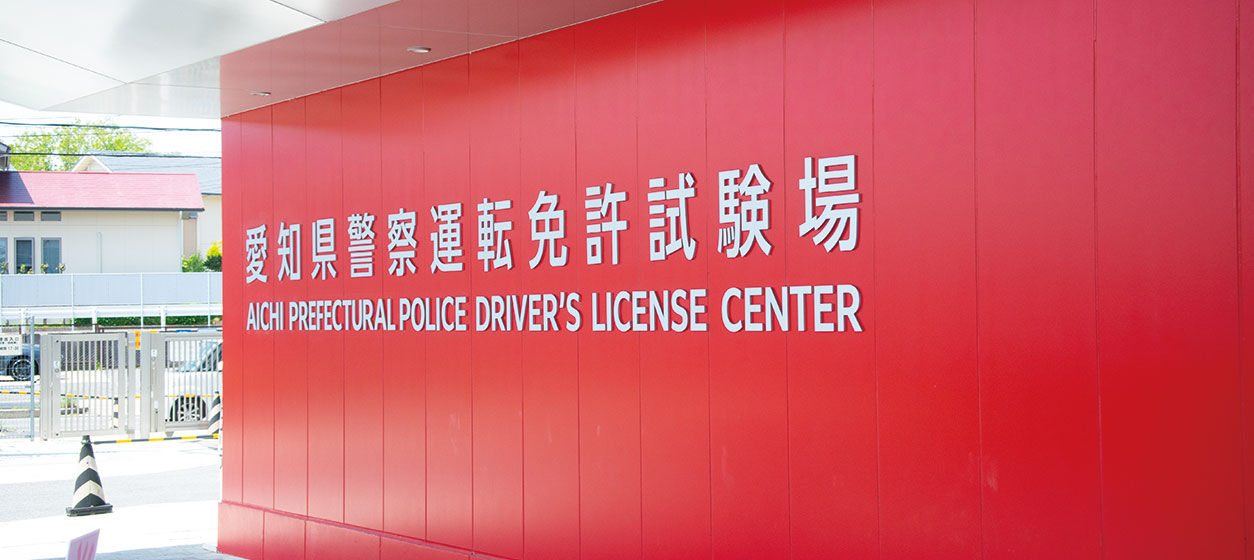 愛知県警察運転免許試験場
AICHI PREFECTURAL POLICE DRIVER'S LICENSE CENTER